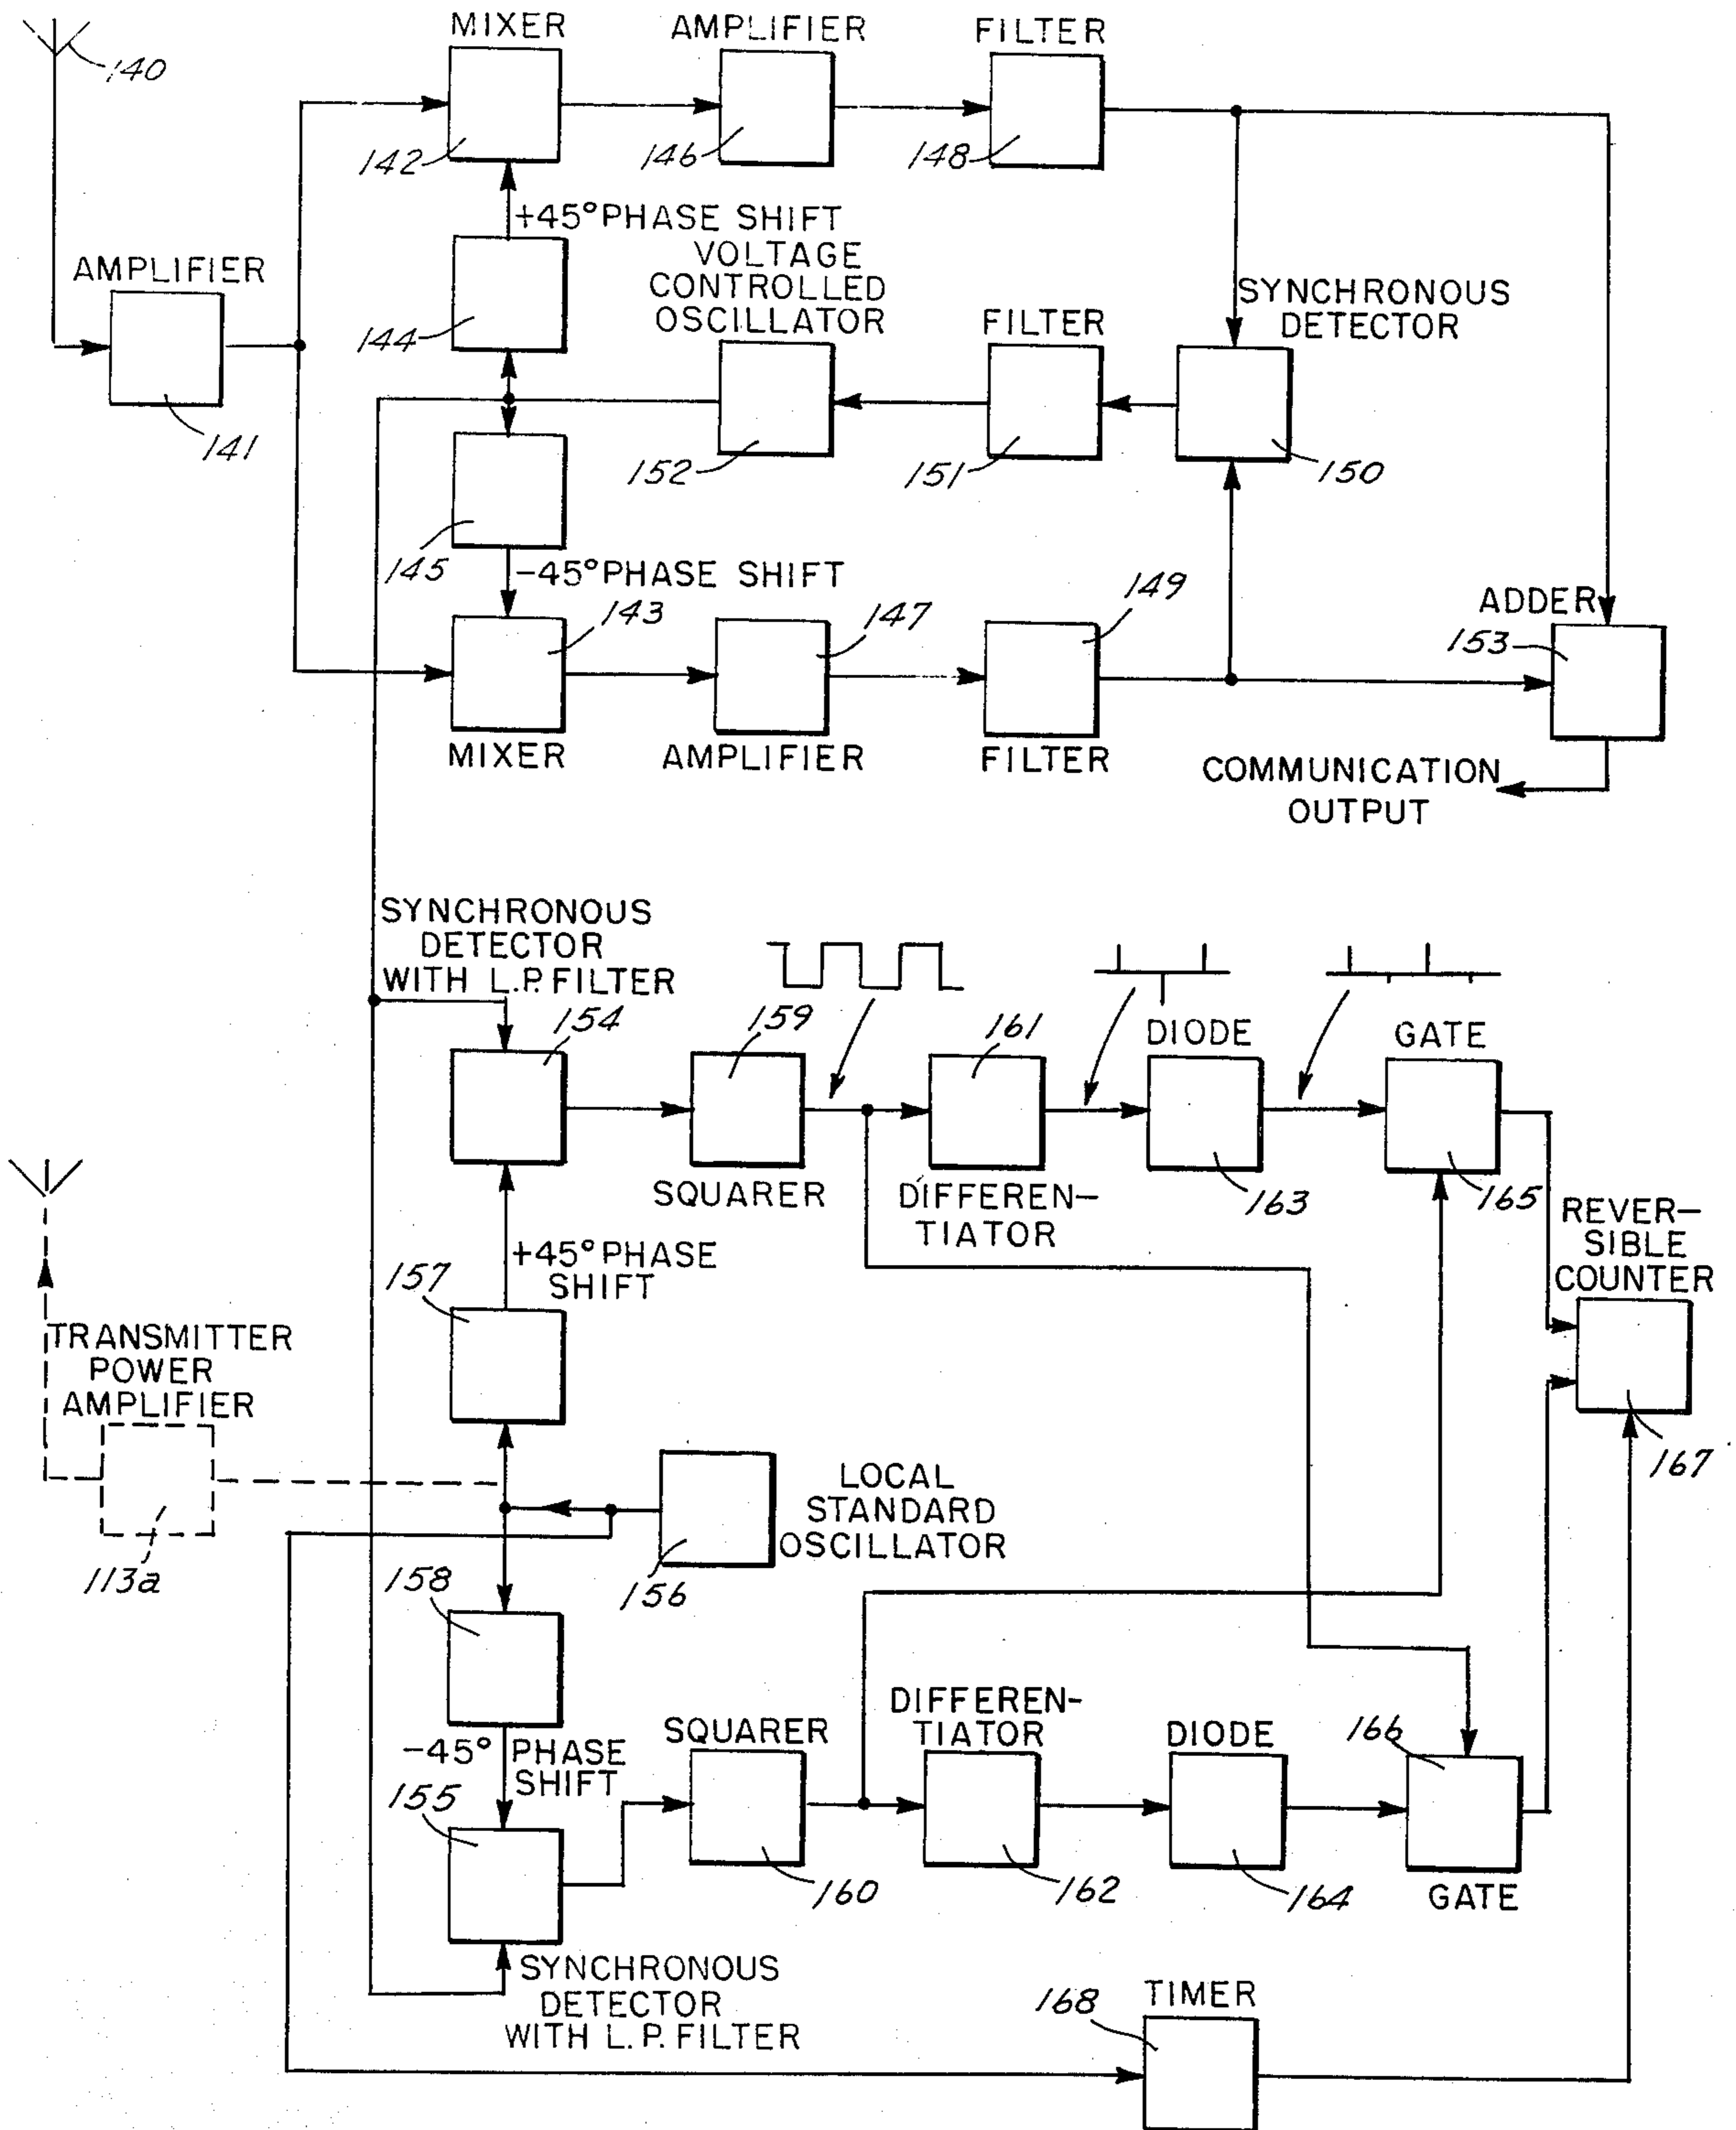 MIXER
AMPLIFIER
FILTER
140
142
146
148
+45° PHASE SHIFT
AMPLIFIER
VOLTAGE
CONTROLLED
OSCILLATOR
FILTER
SYNCHRONOUS
DETECTOR
144
141
152
151
150
145
-45° PHASE SHIFT
143
147
149
ADDER
153
MIXER
AMPLIFIER
FILTER
COMMUNICATION
OUTPUT
SYNCHRONOUS
DETECTOR
WITH L.P. FILTER
154
159
161
DIODE
GATE
SQUARER
DIFFEREN-
TIATOR
163
165
REVER-
SIBLE
COUNTER
+45° PHASE
SHIFT
157
TRANSMITTER
POWER
AMPLIFIER
167
LOCAL
STANDARD
OSCILLATOR
113a
158
156
-45° PHASE
SHIFT
SQUARER
DIFFEREN-
TIATOR
DIODE
166
155
160
162
164
GATE
SYNCHRONOUS
DETECTOR
WITH L.P. FILTER
168
TIMER